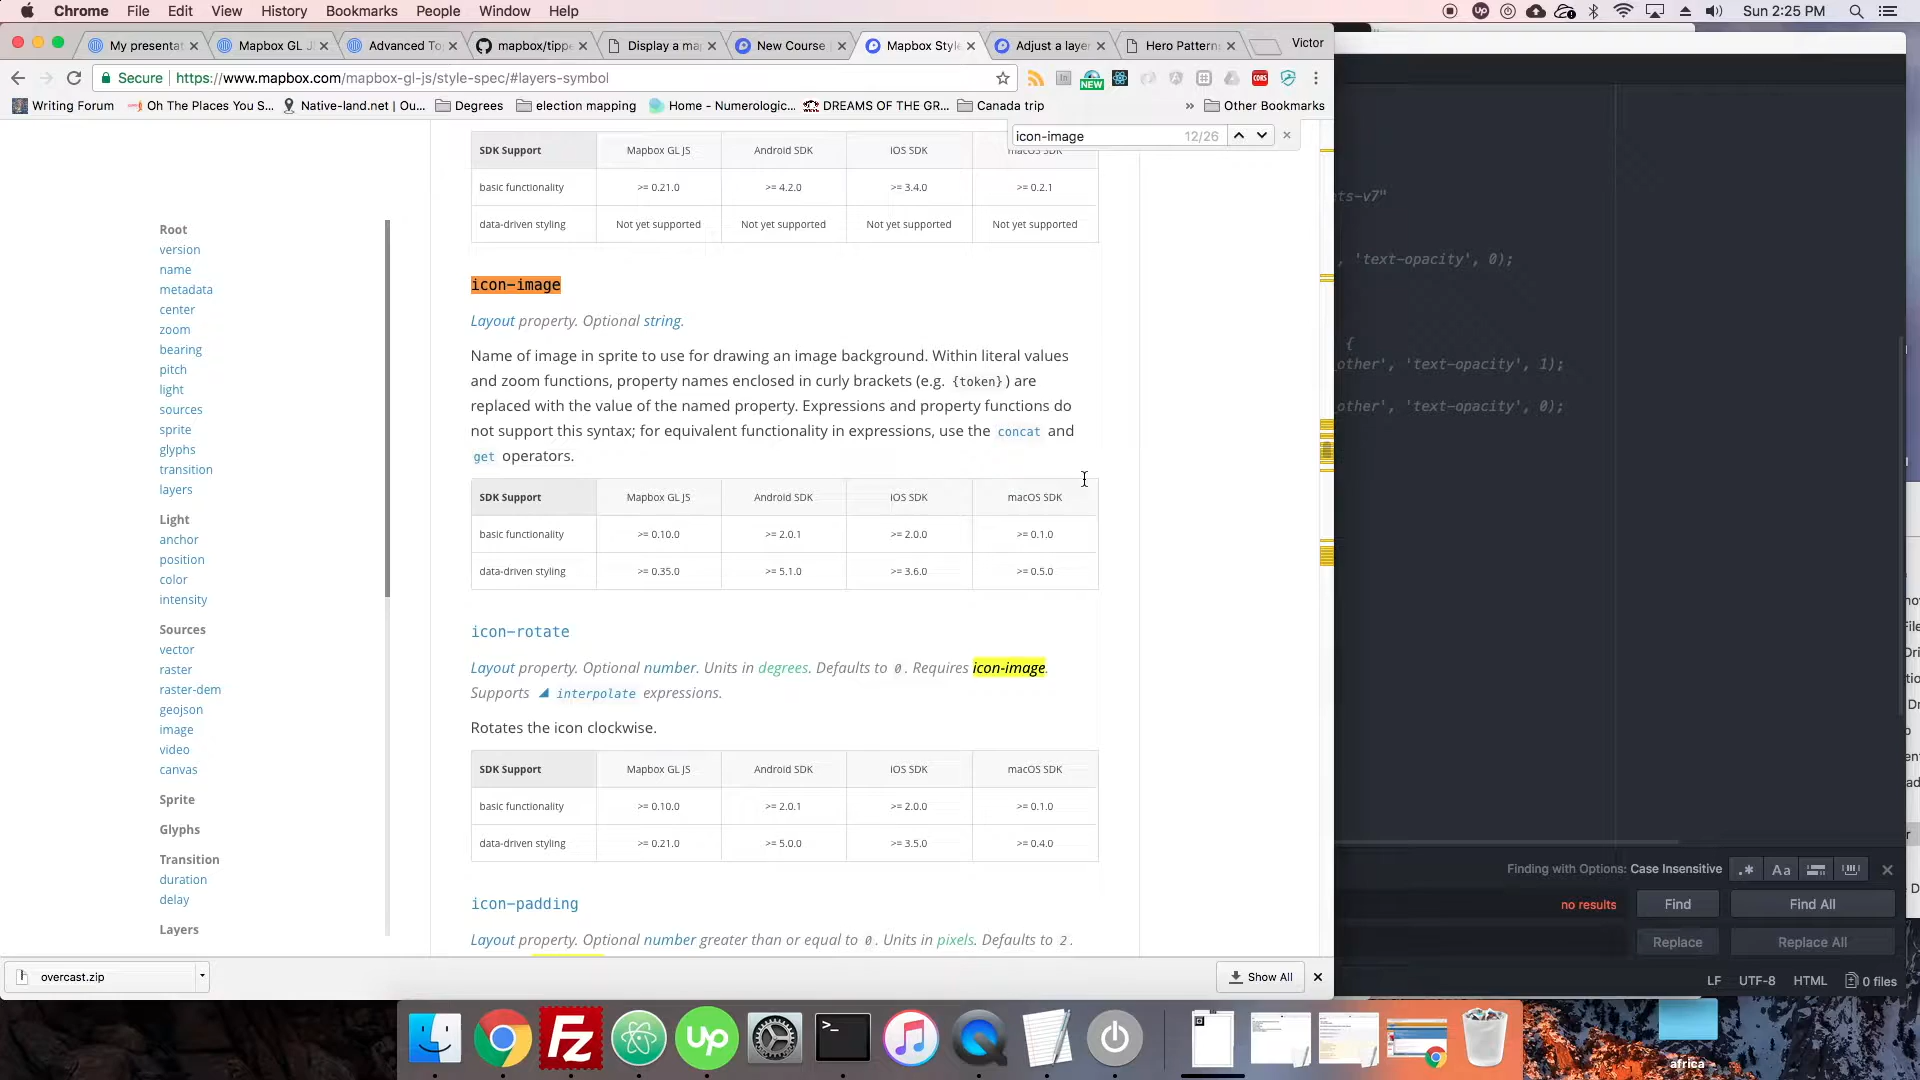 Chrome File Edit View History Bookmarks People Window Help
Sun 2:25 PM
My presentat
Mapbox GL J
Advanced To
mapbox/tippe
Display a ma
New Course
Mapbox Style
Adjust a layer
Hero Pattern
Victor
Secure https://www.mapbox.com/mapbox-gl-js/style-spec/#layers-symbol
NEW
Writing Forum
Oh The Places You S...
Native-land.net | Ou...
Degrees
election mapping
Home - Numerologic...
DREAMS OF THE GR...
Canada trip
» Other Bookmarks
icon-image 12/26
SDK Support Mapbox GL JS Android SDK iOS SDK macOS SDK
basic functionality >= 0.21.0 >= 4.2.0 >= 3.4.0 >= 0.2.1
data-driven styling Not yet supported Not yet supported Not yet supported Not yet supported
icon-image
Layout property. Optional string.
Name of image in sprite to use for drawing an image background. Within literal values
and zoom functions, property names enclosed in curly brackets (e.g. {token}) are
replaced with the value of the named property. Expressions and property functions do
not support this syntax; for equivalent functionality in expressions, use the concat and
get operators.
SDK Support Mapbox GL JS Android SDK iOS SDK macOS SDK
basic functionality >= 0.10.0 >= 2.0.1 >= 2.0.0 >= 0.1.0
data-driven styling >= 0.35.0 >= 5.1.0 >= 3.6.0 >= 0.5.0
icon-rotate
Layout property. Optional number. Units in degrees. Defaults to 0. Requires icon-image.
Supports interpolate expressions.
Rotates the icon clockwise.
SDK Support Mapbox GL JS Android SDK iOS SDK macOS SDK
basic functionality >= 0.10.0 >= 2.0.1 >= 2.0.0 >= 0.1.0
data-driven styling >= 0.21.0 >= 5.0.0 >= 3.5.0 >= 0.4.0
icon-padding
Layout property. Optional number greater than or equal to 0. Units in pixels. Defaults to 2.
Root
version
name
metadata
center
zoom
bearing
pitch
light
sources
sprite
glyphs
transition
layers
Light
anchor
position
color
intensity
Sources
vector
raster
raster-dem
geojson
image
video
canvas
Sprite
Glyphs
Transition
duration
delay
Layers
nts-v7"
, 'text-opacity', 0);
{
other', 'text-opacity', 1);
other', 'text-opacity', 0);
Finding with Options: Case Insensitive
.* Aa
no results Find Find All
Replace Replace All
LF UTF-8 HTML 0 files
overcast.zip
Show All
africa